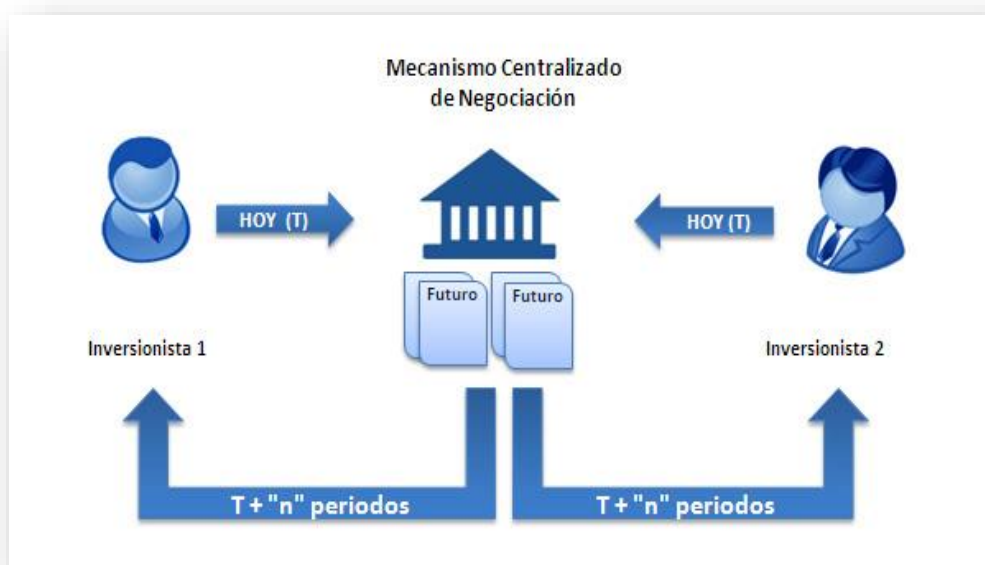 Mecanismo Centralizado
de Negociación
HOY (T)
HOY (T)
Futuro
Futuro
Inversionista 1
Inversionista 2
T + "n" periodos
T + "n" periodos